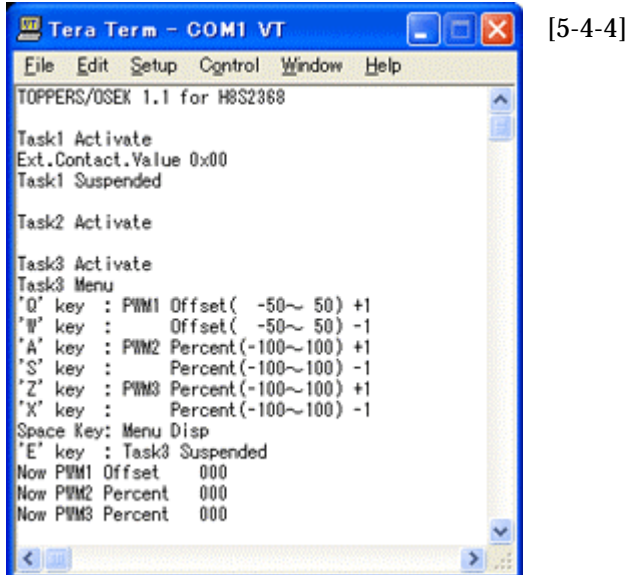 Tera Term - COM1 VT
[5-4-4]
File Edit Setup Control Window Help
TOPPERS/OSEK 1.1 for H8S2368
Task1 Activate
Ext.Contact.Value 0x00
Task1 Suspended
Task2 Activate
Task3 Activate
Task3 Menu
'Q' key : PWM1 Offset( -50～ 50) +1
'W' key : Offset( -50～ 50) -1
'A' key : PWM2 Percent(-100～100) +1
'S' key : Percent(-100～100) -1
'Z' key : PWM3 Percent(-100～100) +1
'X' key : Percent(-100～100) -1
Space Key: Menu Disp
'E' key : Task3 Suspended
Now PWM1 Offset 000
Now PWM2 Percent 000
Now PWM3 Percent 000